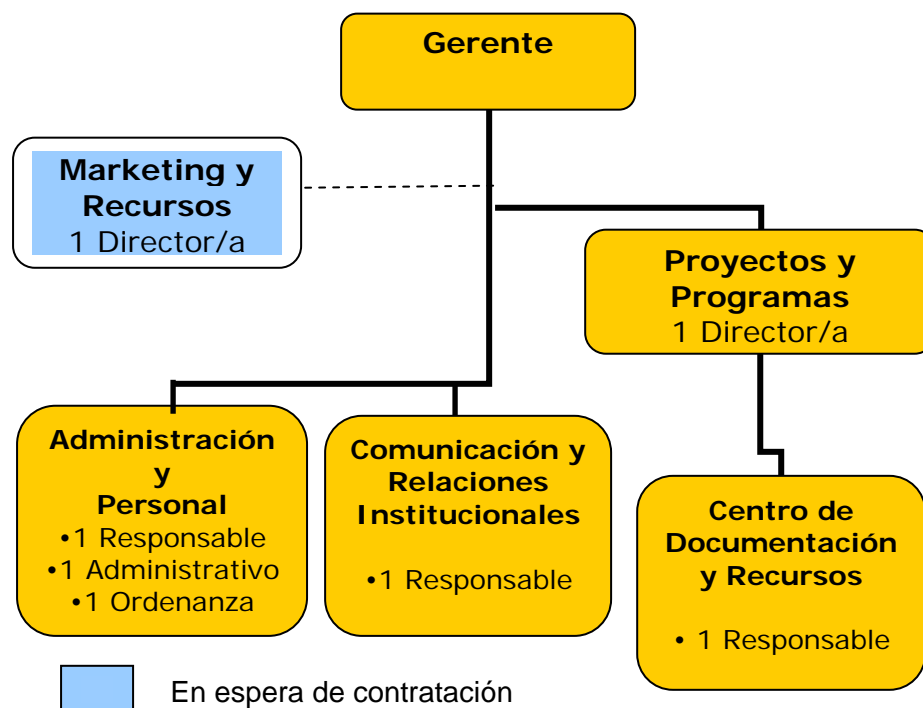 Gerente
Marketing y
Recursos
1 Director/a
Proyectos y
Programas
1 Director/a
Administración
y
Personal
•1 Responsable
•1 Administrativo
•1 Ordenanza
Comunicación y
Relaciones
Institucionales
•1 Responsable
Centro de
Documentación
y Recursos
• 1 Responsable
En espera de contratación